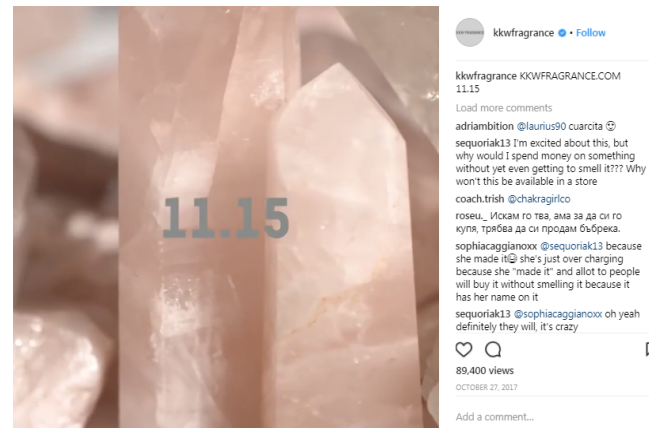 11.15
kkwfragrance • Follow
kkwfragrance KKWFRAGRANCE.COM
11.15
Load more comments
adriambition @laurius90 cuarcita
sequoriak13 I'm excited about this, but
why would I spend money on something
without yet even getting to smell it??? Why
won't this be available in a store
coach.trish @chakragirlco
roseu._ Искам го тва, ама за да си го
купя, трябва да си продам бъбрека.
sophiacaggianoxx @sequoriak13 because
she made it😂 she's just over charging
because she "made it" and allot to people
will buy it without smelling it because it
has her name on it
sequoriak13 @sophiacaggianoxx oh yeah
definitely they will, it's crazy
89,400 views
OCTOBER 27, 2017
Add a comment...